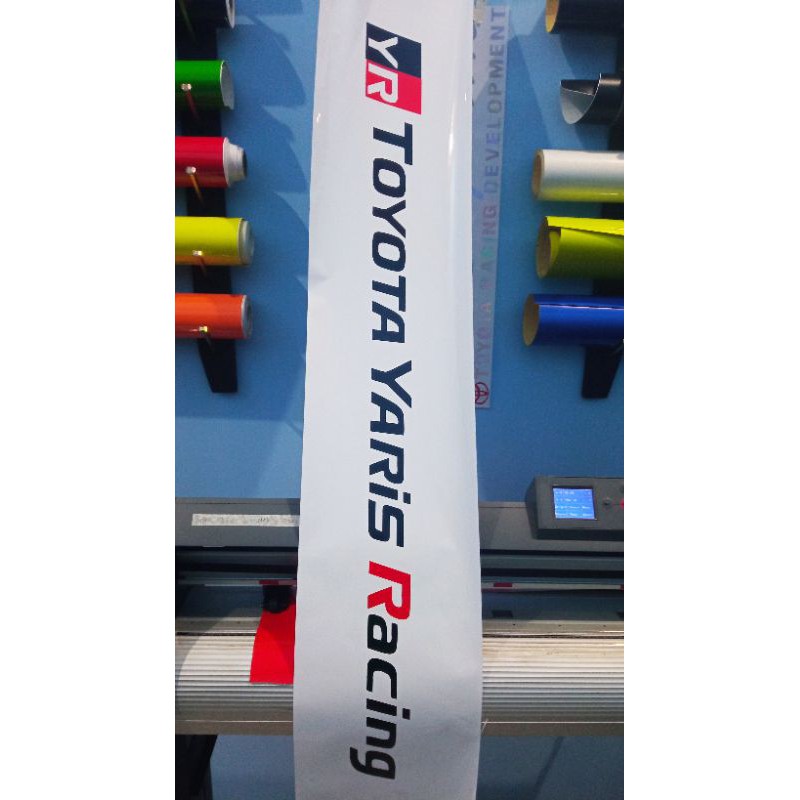 YR TOYOTA YARiS Racing
TOYOTA RACING DEVELOPMENT